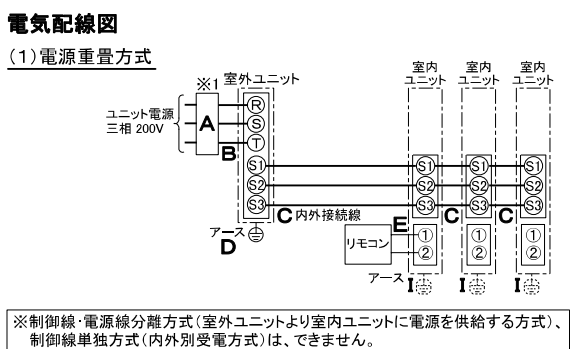 電気配線図
(1)電源重畳方式
※1
室外ユニット
室内
ユニット
室内
ユニット
室内
ユニット
ユニット電源
三相 200V
A
B
R
S
T
S1
S2
S3
S1
S2
S3
S1
S2
S3
S1
S2
S3
C 内外接続線
C
C
アース
D
E
リモコン
①
②
①
②
①
②
アース
I
I
I
※制御線・電源線分離方式(室外ユニットより室内ユニットに電源を供給する方式)、
制御線単独方式(内外別受電方式)は、できません。